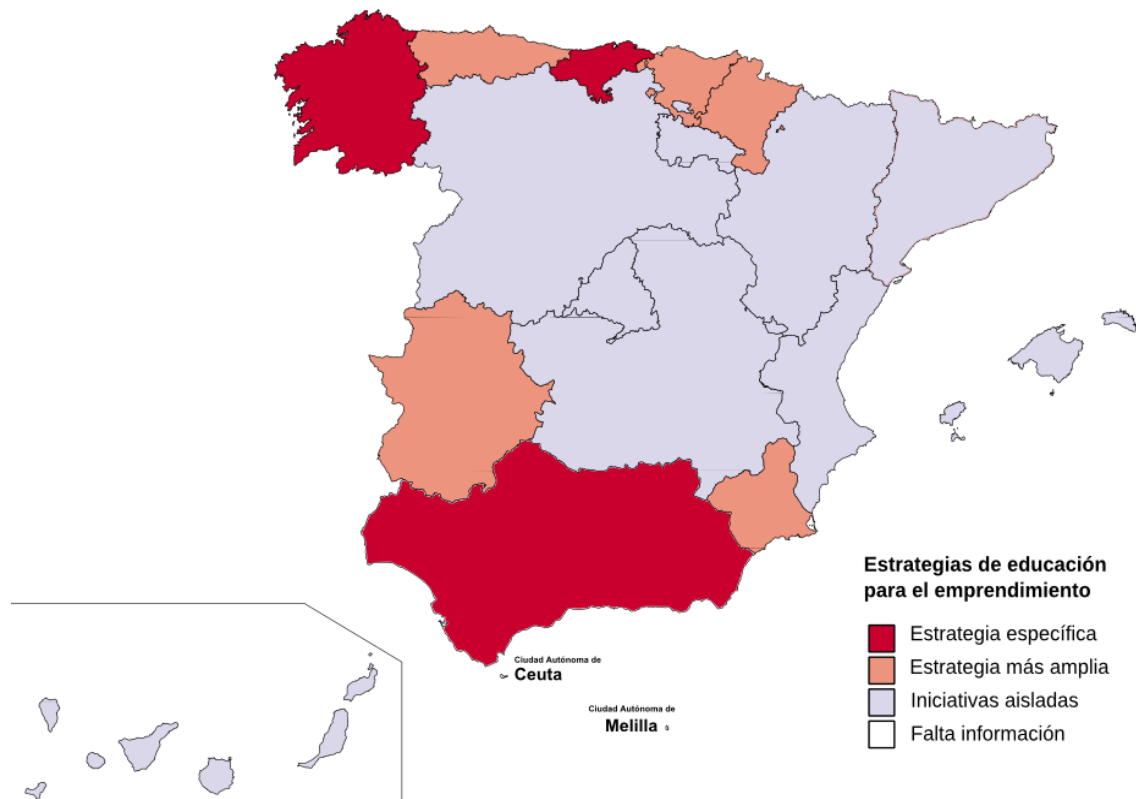 Estrategias de educación
para el emprendimiento
Estrategia específica
Estrategia más amplia
Iniciativas aisladas
Falta información
Ciudad Autónoma de
Ceuta
Ciudad Autónoma de
Melilla